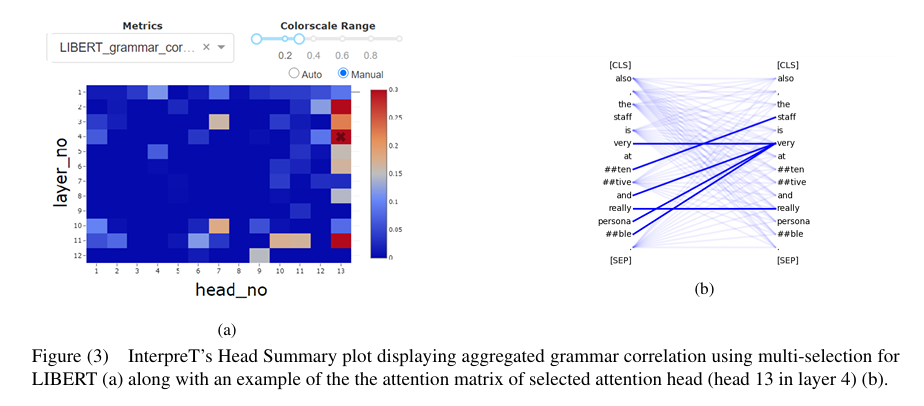 Metrics
LIBERT_grammar_cor... × 
Colorscale Range
0.2 0.4 0.6 0.8
Auto Manual
layer_no
1
2
3
4
5
6
7
8
9
10
11
12
1 2 3 4 5 6 7 8 9 10 11 12 13
head_no
0.3
0.25
0.2
0.15
0.1
0.05
0
(a)
[CLS] [CLS]
also also
, ,
the the
staff staff
is is
very very
at at
##ten ##ten
##tive ##tive
and and
really really
persona persona
##ble ##ble
. .
[SEP] [SEP]
(b)
Figure (3) InterpreT's Head Summary plot displaying aggregated grammar correlation using multi-selection for
LIBERT (a) along with an example of the the attention matrix of selected attention head (head 13 in layer 4) (b).